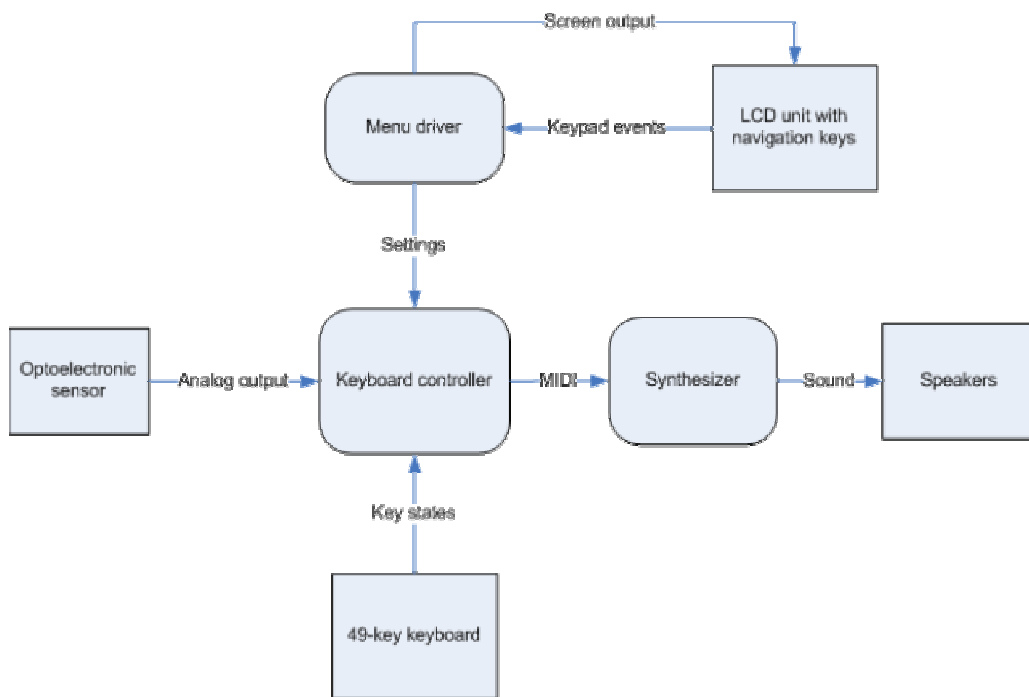 Screen output
Menu driver
Keypad events
LCD unit with
navigation keys
Settings
Optoelectronic
sensor
Analog output
Keyboard controller
MIDI
Synthesizer
Sound
Speakers
Key states
49-key keyboard